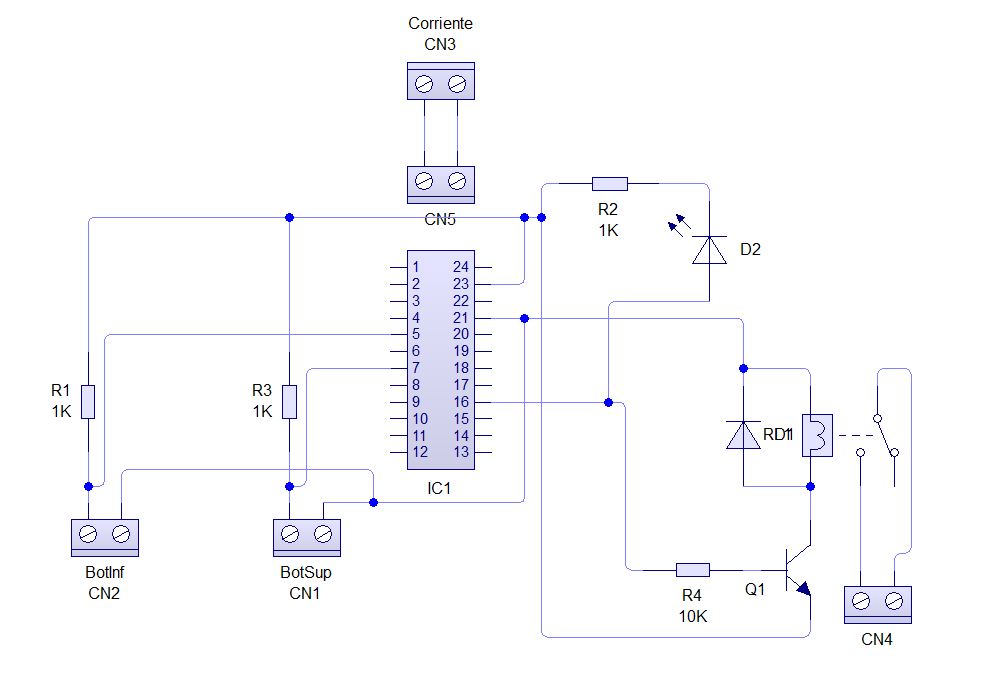 Corriente
CN3
CN5
R2
1K
D2
1 24
2 23
3 22
4 21
5 20
6 19
7 18
8 17
9 16
10 15
11 14
12 13
IC1
R1
1K
R3
1K
BotInf
CN2
BotSup
CN1
R4
10K
Q1
CN4